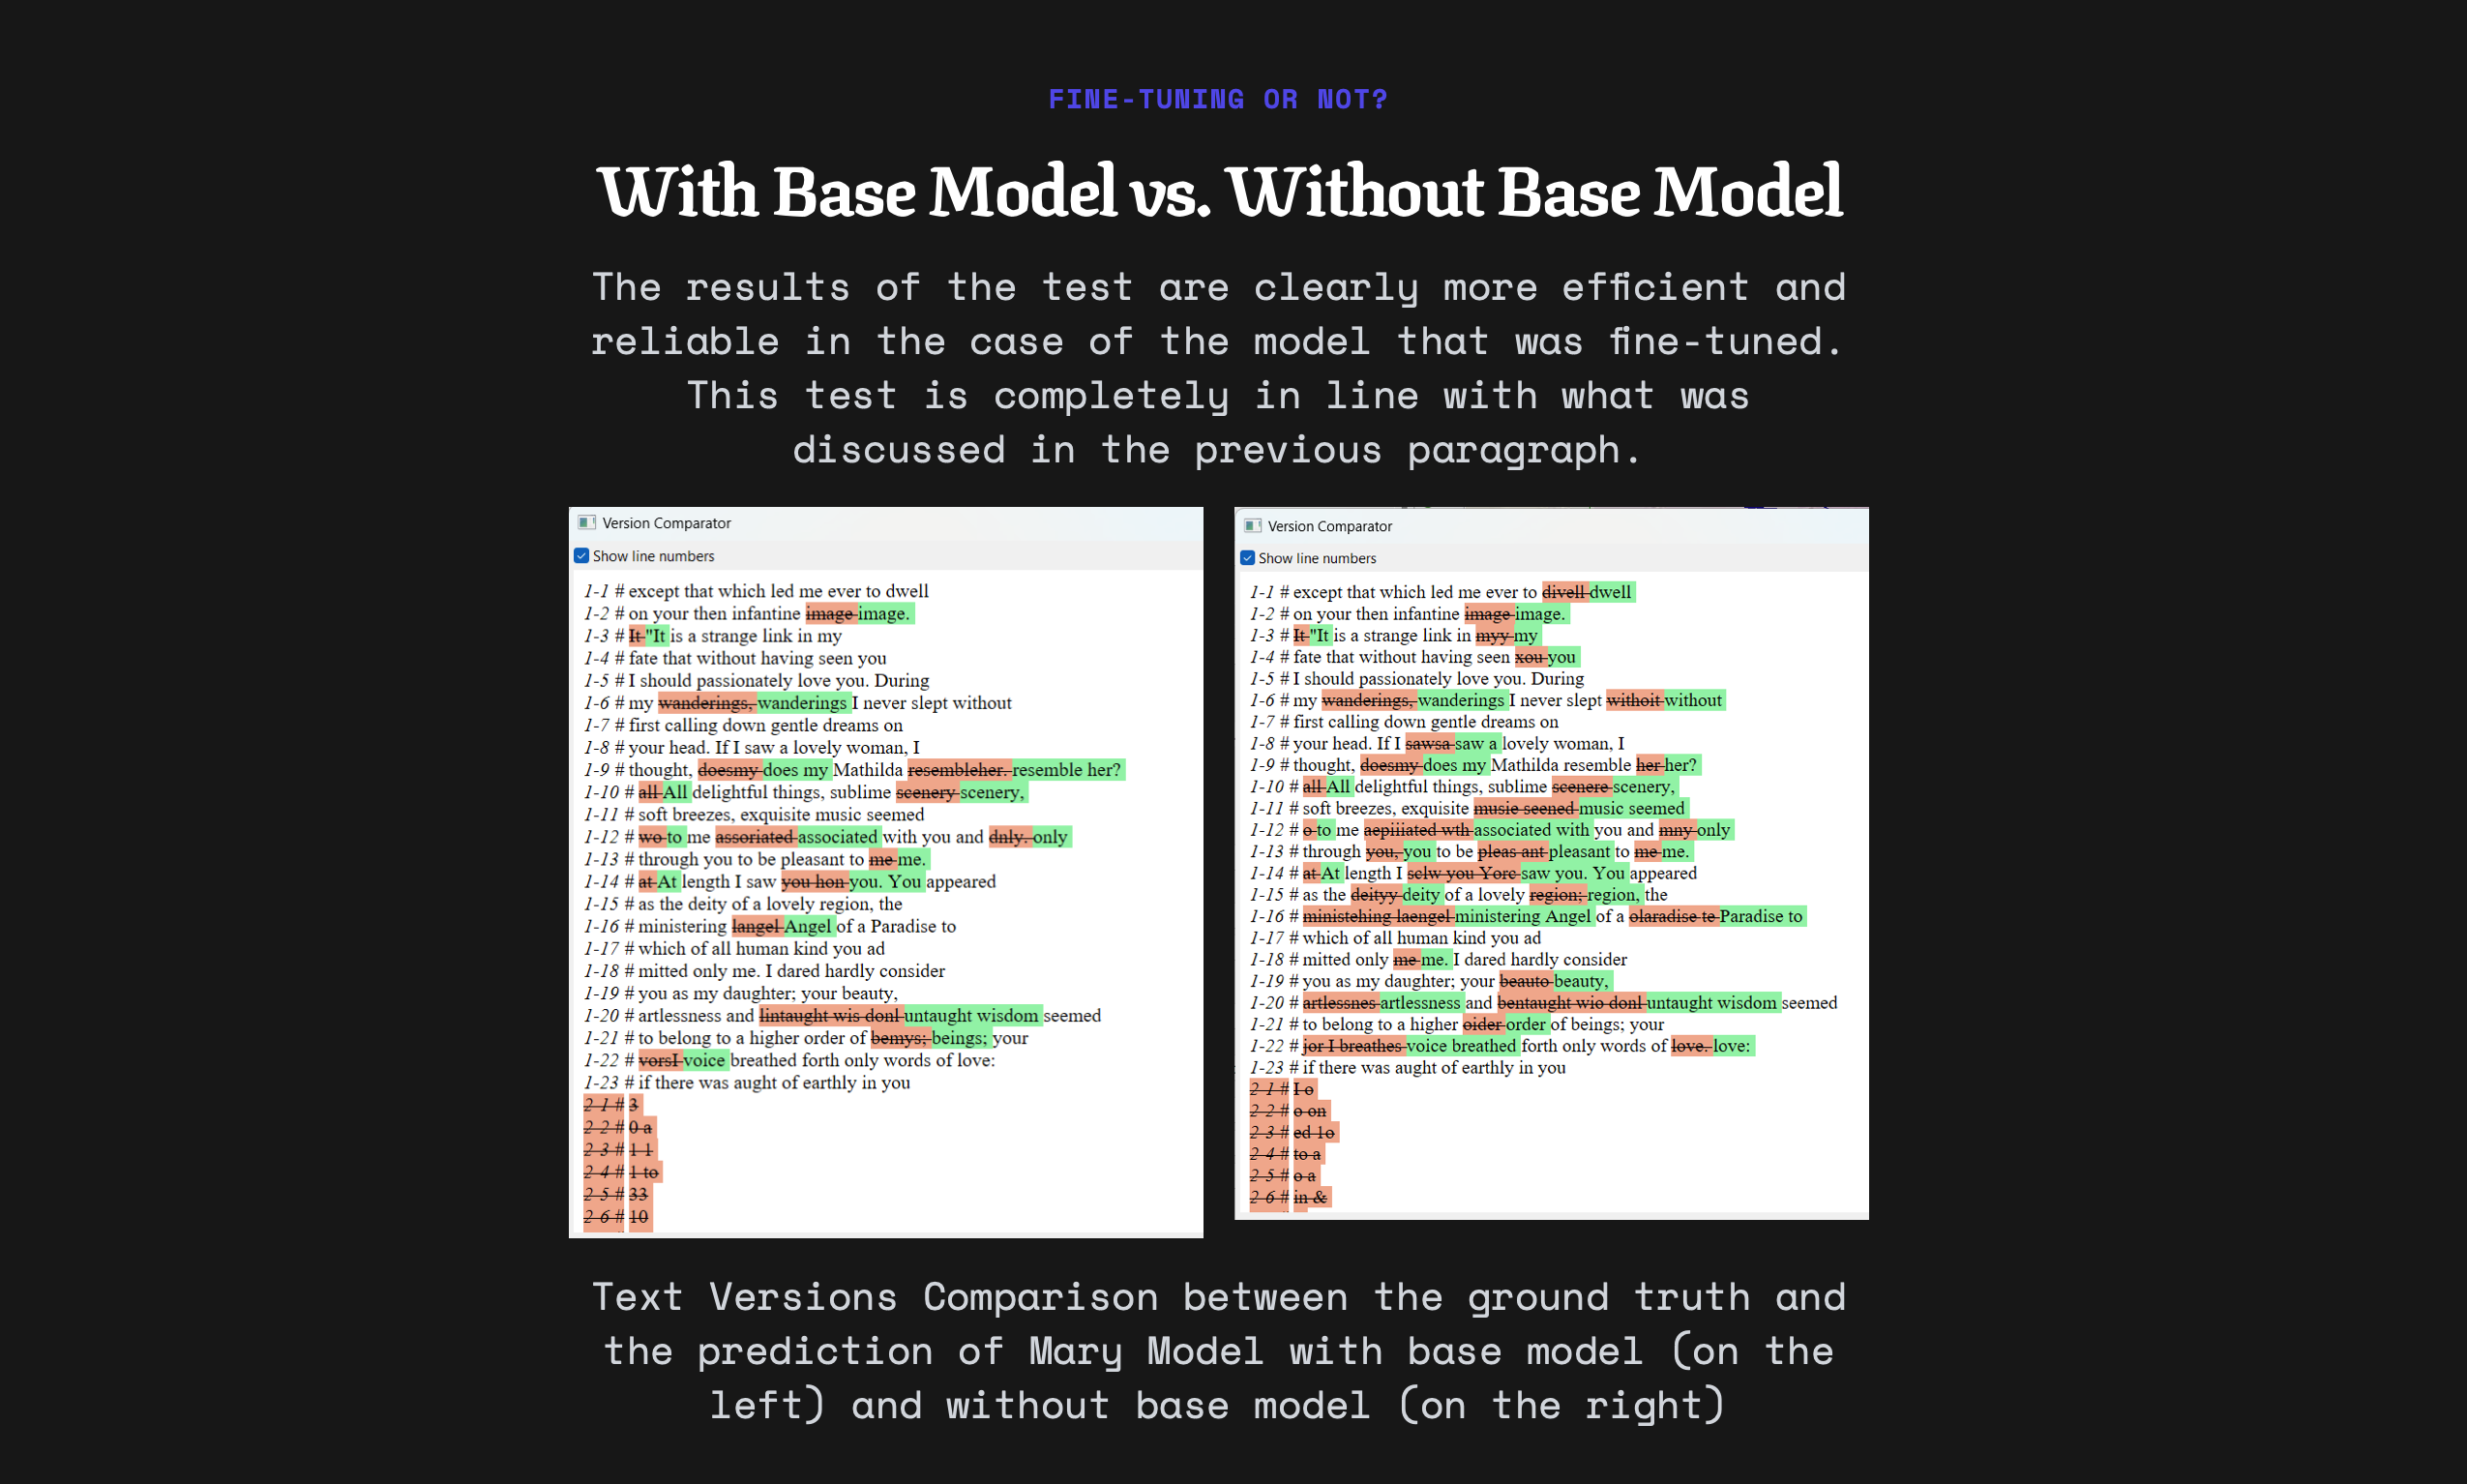 FINE-TUNING OR NOT?
With Base Model vs. Without Base Model
The results of the test are clearly more efficient and
reliable in the case of the model that was fine-tuned.
This test is completely in line with what was
discussed in the previous paragraph.
Version Comparator
Show line numbers
1-1 # except that which led me ever to dwell
1-2 # on your then infantine image image.
1-3 # It "It is a strange link in my
1-4 # fate that without having seen you
1-5 # I should passionately love you. During
1-6 # my wanderings, wanderings I never slept without
1-7 # first calling down gentle dreams on
1-8 # your head. If I saw a lovely woman, I
1-9 # thought, doesmy does my Mathilda resembleher. resemble her?
1-10 # all All delightful things, sublime scenery scenery,
1-11 # soft breezes, exquisite music seemed
1-12 # wo to me assoriated associated with you and dnly. only
1-13 # through you to be pleasant to me me.
1-14 # at At length I saw you hon you. You appeared
1-15 # as the deity of a lovely region, the
1-16 # ministering langel Angel of a Paradise to
1-17 # which of all human kind you ad
1-18 # mitted only me. I dared hardly consider
1-19 # you as my daughter; your beauty,
1-20 # artlessness and lintaught wis donl untaught wisdom seemed
1-21 # to belong to a higher order of bemys; beings; your
1-22 # vorsI voice breathed forth only words of love:
1-23 # if there was aught of earthly in you
2-1 # 3
2-2 # 0 a
2-3 # 1 1
2-4 # 1 to
2-5 # 33
2-6 # 10
Version Comparator
Show line numbers
1-1 # except that which led me ever to divell dwell
1-2 # on your then infantine image image.
1-3 # It "It is a strange link in myy my
1-4 # fate that without having seen xou you
1-5 # I should passionately love you. During
1-6 # my wanderings, wanderings I never slept withoit without
1-7 # first calling down gentle dreams on
1-8 # your head. If I sawsa saw a lovely woman, I
1-9 # thought, doesmy does my Mathilda resemble her her?
1-10 # all All delightful things, sublime scenere scenery,
1-11 # soft breezes, exquisite musie seened music seemed
1-12 # o to me aepiiiated wth associated with you and mny only
1-13 # through you, you to be pleas ant pleasant to me me.
1-14 # at At length I sclw you Yore saw you. You appeared
1-15 # as the deityy deity of a lovely region; region, the
1-16 # ministehing laengel ministering Angel of a olaradise te Paradise to
1-17 # which of all human kind you ad
1-18 # mitted only me me. I dared hardly consider
1-19 # you as my daughter; your beauto beauty,
1-20 # artlessnes artlessness and bentaught wio donl untaught wisdom seemed
1-21 # to belong to a higher oider order of beings; your
1-22 # jor I breathes voice breathed forth only words of love. love:
1-23 # if there was aught of earthly in you
2-1 # I o
2-2 # o on
2-3 # ed 1o
2-4 # to a
2-5 # o a
2-6 # in &
Text Versions Comparison between the ground truth and
the prediction of Mary Model with base model (on the
left) and without base model (on the right)